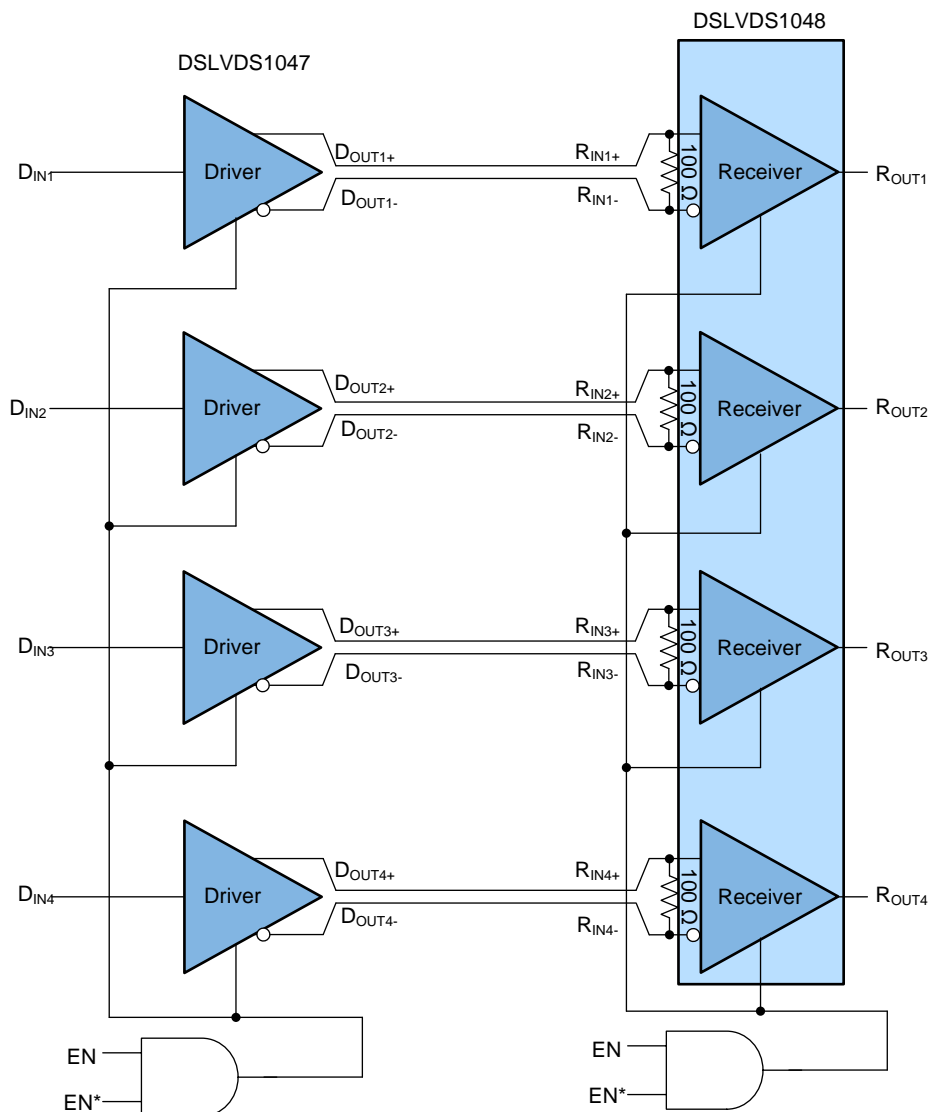 DSLVDS1048
DSLVDS1047
DIN1
Driver
DOUT1+
DOUT1-
RIN1+
RIN1-
100 Ω
Receiver
ROUT1
DIN2
Driver
DOUT2+
DOUT2-
RIN2+
RIN2-
100 Ω
Receiver
ROUT2
DIN3
Driver
DOUT3+
DOUT3-
RIN3+
RIN3-
100 Ω
Receiver
ROUT3
DIN4
Driver
DOUT4+
DOUT4-
RIN4+
RIN4-
100 Ω
Receiver
ROUT4
EN
EN*
EN
EN*